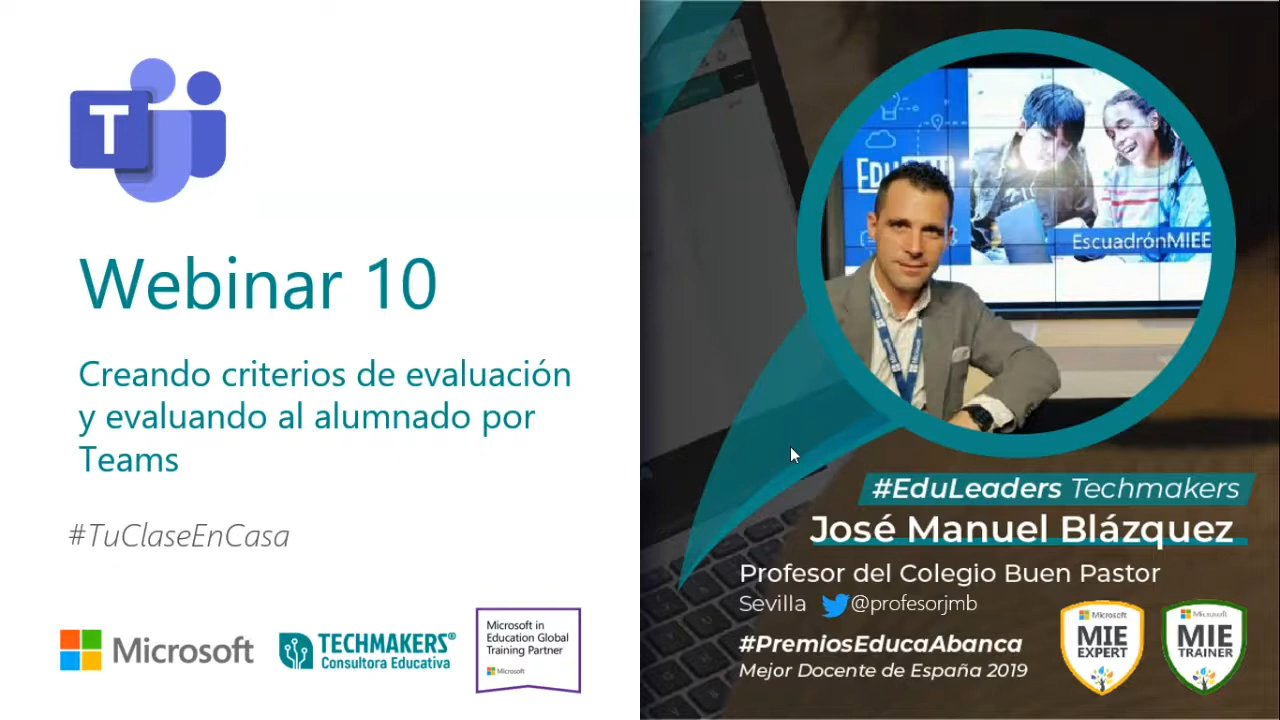 T
Webinar 10
Creando criterios de evaluación
y evaluando al alumnado por
Teams
#TuClaseEnCasa
Microsoft
TECHMAKERS®
Consultora Educativa
Microsoft in
Education Global
Training Partner
Microsoft
EscuadrónMIEE
#EduLeaders Techmakers
José Manuel Blázquez
Profesor del Colegio Buen Pastor
Sevilla @profesorjmb
#PremiosEducaAbanca
Mejor Docente de España 2019
Microsoft
MIE
EXPERT
Microsoft
MIE
TRAINER